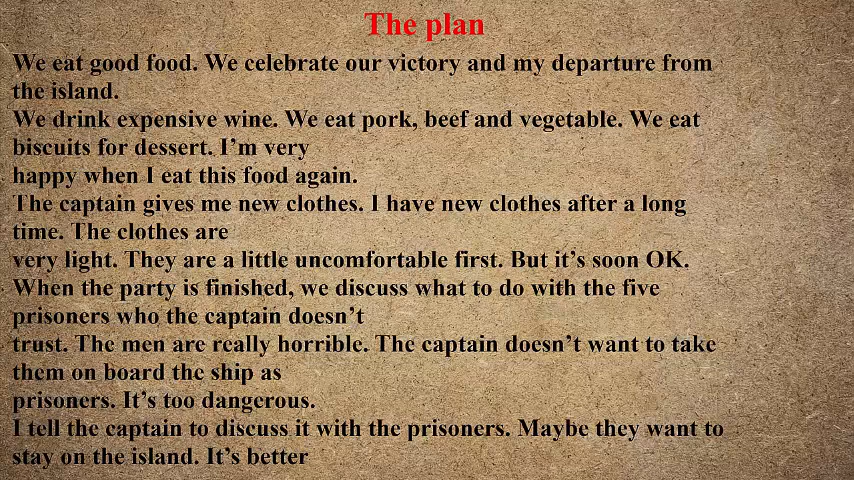 The plan
We eat good food. We celebrate our victory and my departure from
the island.
We drink expensive wine. We eat pork, beef and vegetable. We eat
biscuits for dessert. I'm very
happy when I eat this food again.
The captain gives me new clothes. I have new clothes after a long
time. The clothes are
very light. They are a little uncomfortable first. But it's soon OK.
When the party is finished, we discuss what to do with the five
prisoners who the captain doesn't
trust. The men are really horrible. The captain doesn't want to take
them on board the ship as
prisoners. It's too dangerous.
I tell the captain to discuss it with the prisoners. Maybe they want to
stay on the island. It's better